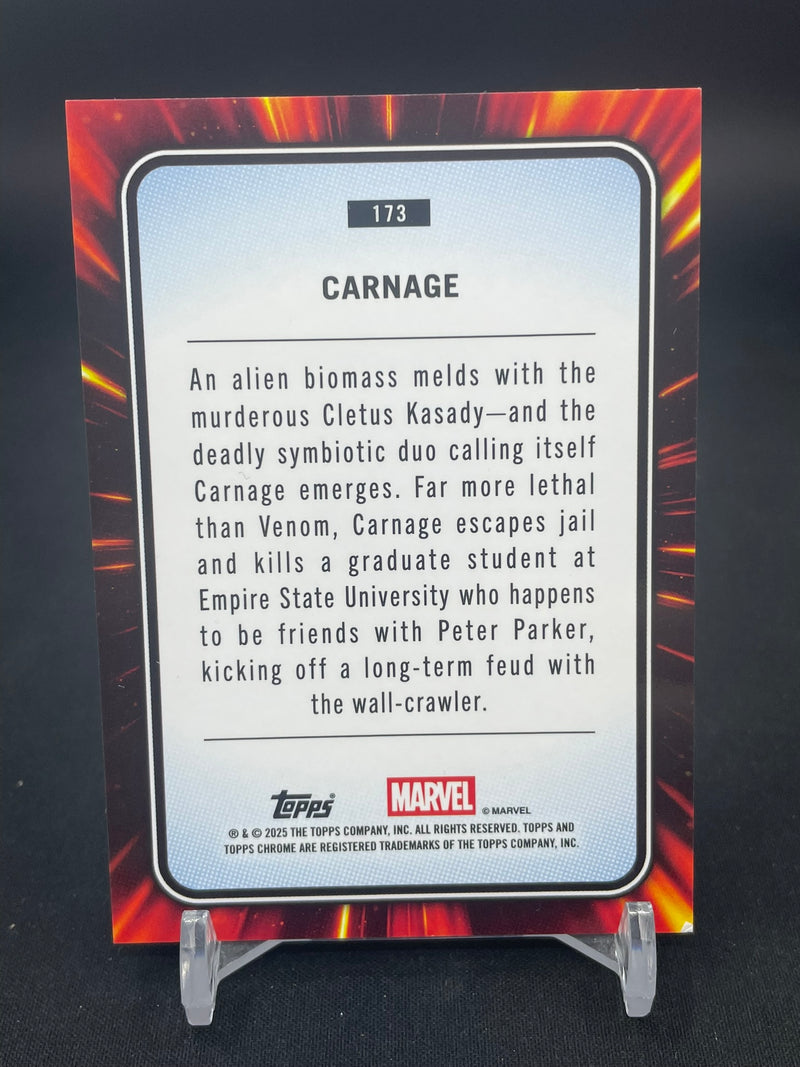 173
CARNAGE
An alien biomass melds with the
murderous Cletus Kasady—and the
deadly symbiotic duo calling itself
Carnage emerges. Far more lethal
than Venom, Carnage escapes jail
and kills a graduate student at
Empire State University who happens
to be friends with Peter Parker,
kicking off a long-term feud with
the wall-crawler.
Topps® MARVEL © MARVEL
® & © 2025 THE TOPPS COMPANY, INC. ALL RIGHTS RESERVED. TOPPS AND
TOPPS CHROME ARE REGISTERED TRADEMARKS OF THE TOPPS COMPANY, INC.